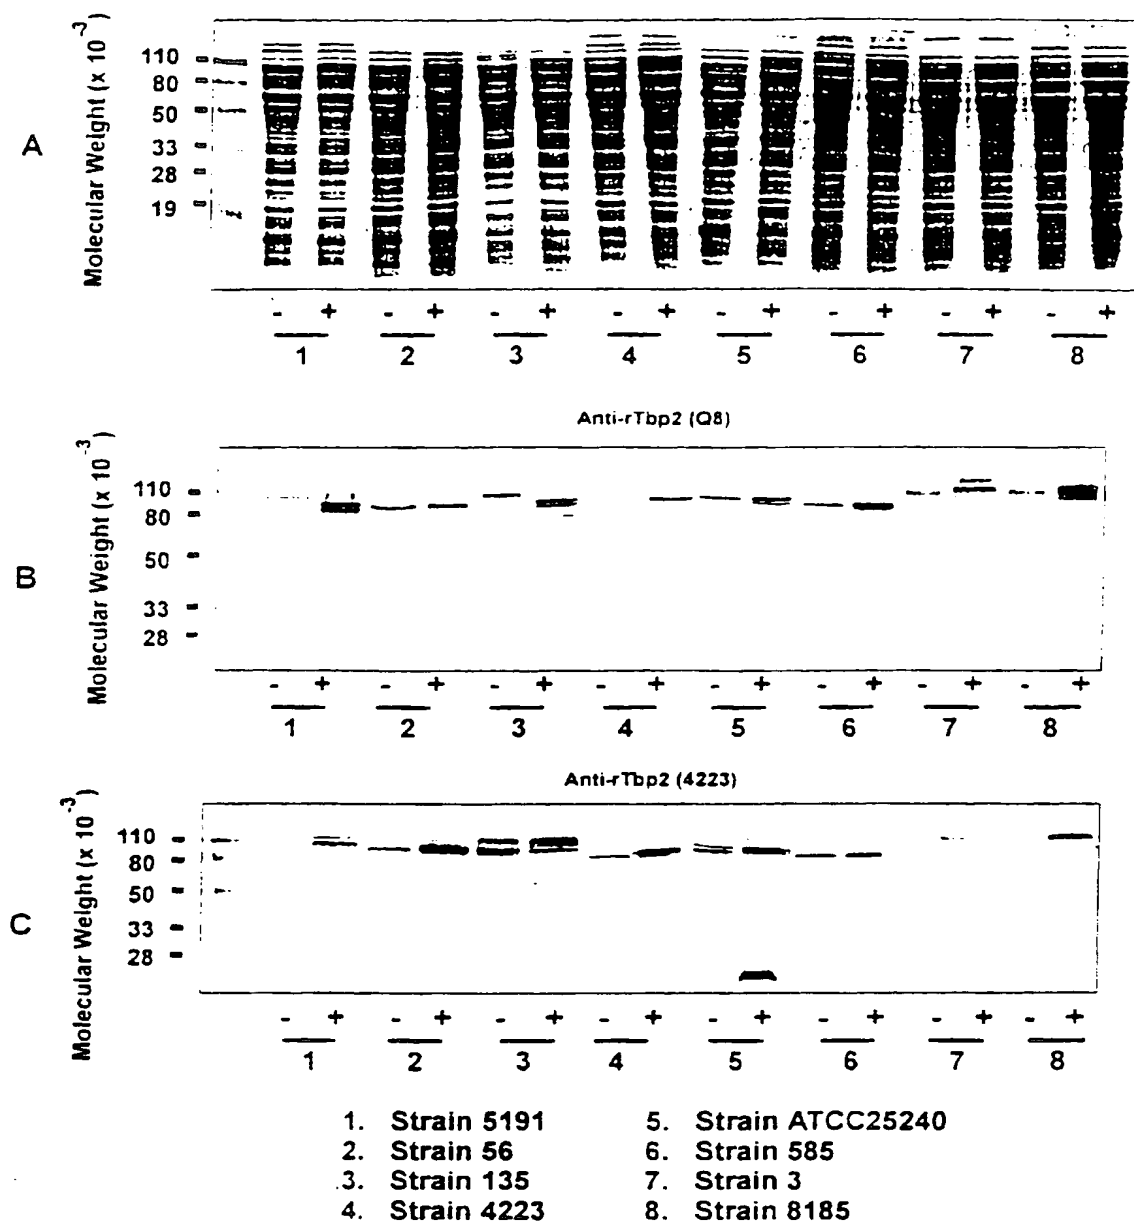 A
Molecular Weight (x 10⁻³)
110
80
50
33
28
19
- + - + - + - + - + - + - + - +
1 2 3 4 5 6 7 8
Anti-rTbp2 (Q8)
B
Molecular Weight (x 10⁻³)
110
80
50
33
28
- + - + - + - + - + - + - + - +
1 2 3 4 5 6 7 8
Anti-rTbp2 (4223)
C
Molecular Weight (x 10⁻³)
110
80
50
33
28
- + - + - + - + - + - + - + - +
1 2 3 4 5 6 7 8
1. Strain 5191
2. Strain 56
3. Strain 135
4. Strain 4223
5. Strain ATCC25240
6. Strain 585
7. Strain 3
8. Strain 8185